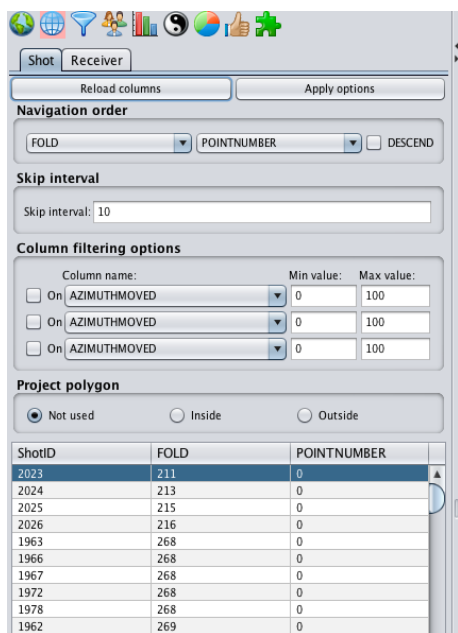 Shot Receiver
Reload columns Apply options
Navigation order
FOLD POINTNUMBER DESCEND
Skip interval
Skip interval: 10
Column filtering options
Column name: Min value: Max value:
On AZIMUTHMOVED 0 100
On AZIMUTHMOVED 0 100
On AZIMUTHMOVED 0 100
Project polygon
Not used Inside Outside
ShotID FOLD POINTNUMBER
2023 211 0
2024 213 0
2025 215 0
2026 216 0
1963 268 0
1966 268 0
1967 268 0
1972 268 0
1978 268 0
1962 269 0